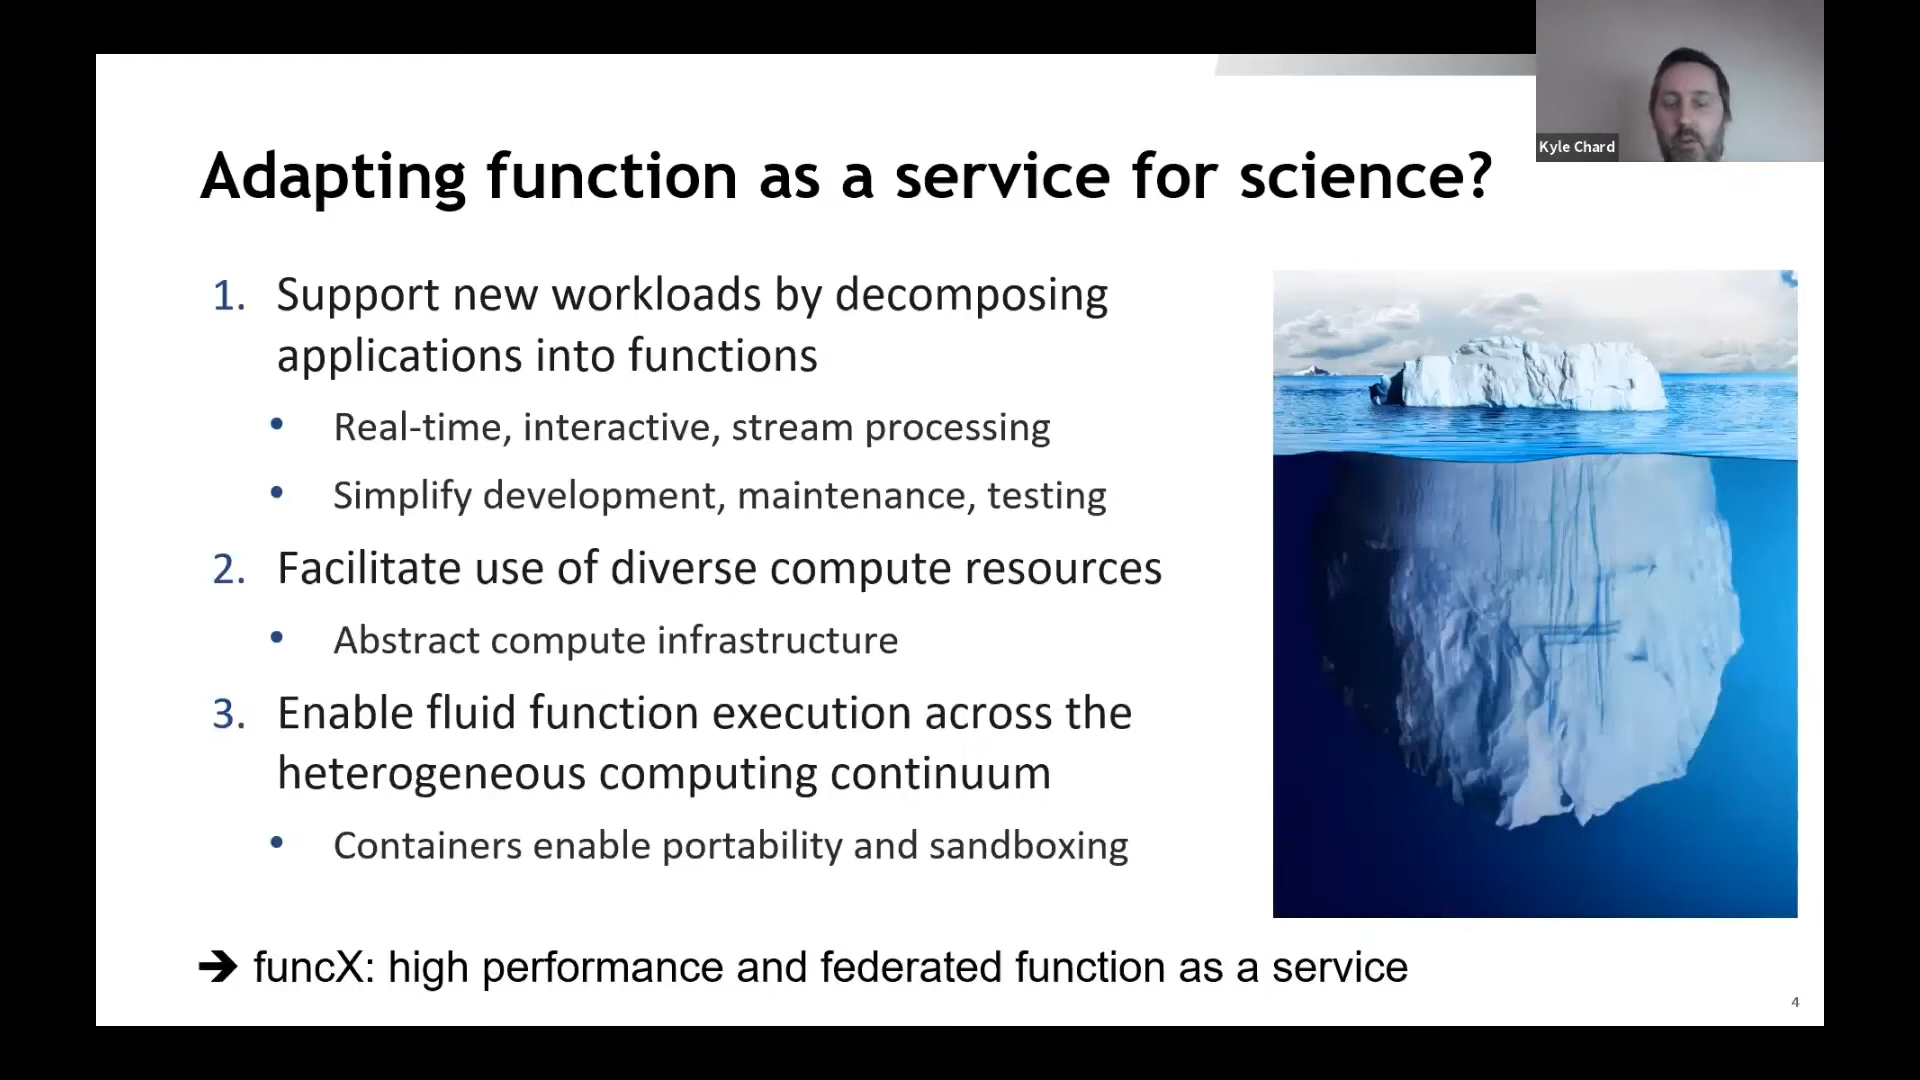 Kyle Chard
Adapting function as a service for science?
1. Support new workloads by decomposing
applications into functions
• Real-time, interactive, stream processing
• Simplify development, maintenance, testing
2. Facilitate use of diverse compute resources
• Abstract compute infrastructure
3. Enable fluid function execution across the
heterogeneous computing continuum
• Containers enable portability and sandboxing
➔ funcX: high performance and federated function as a service
4